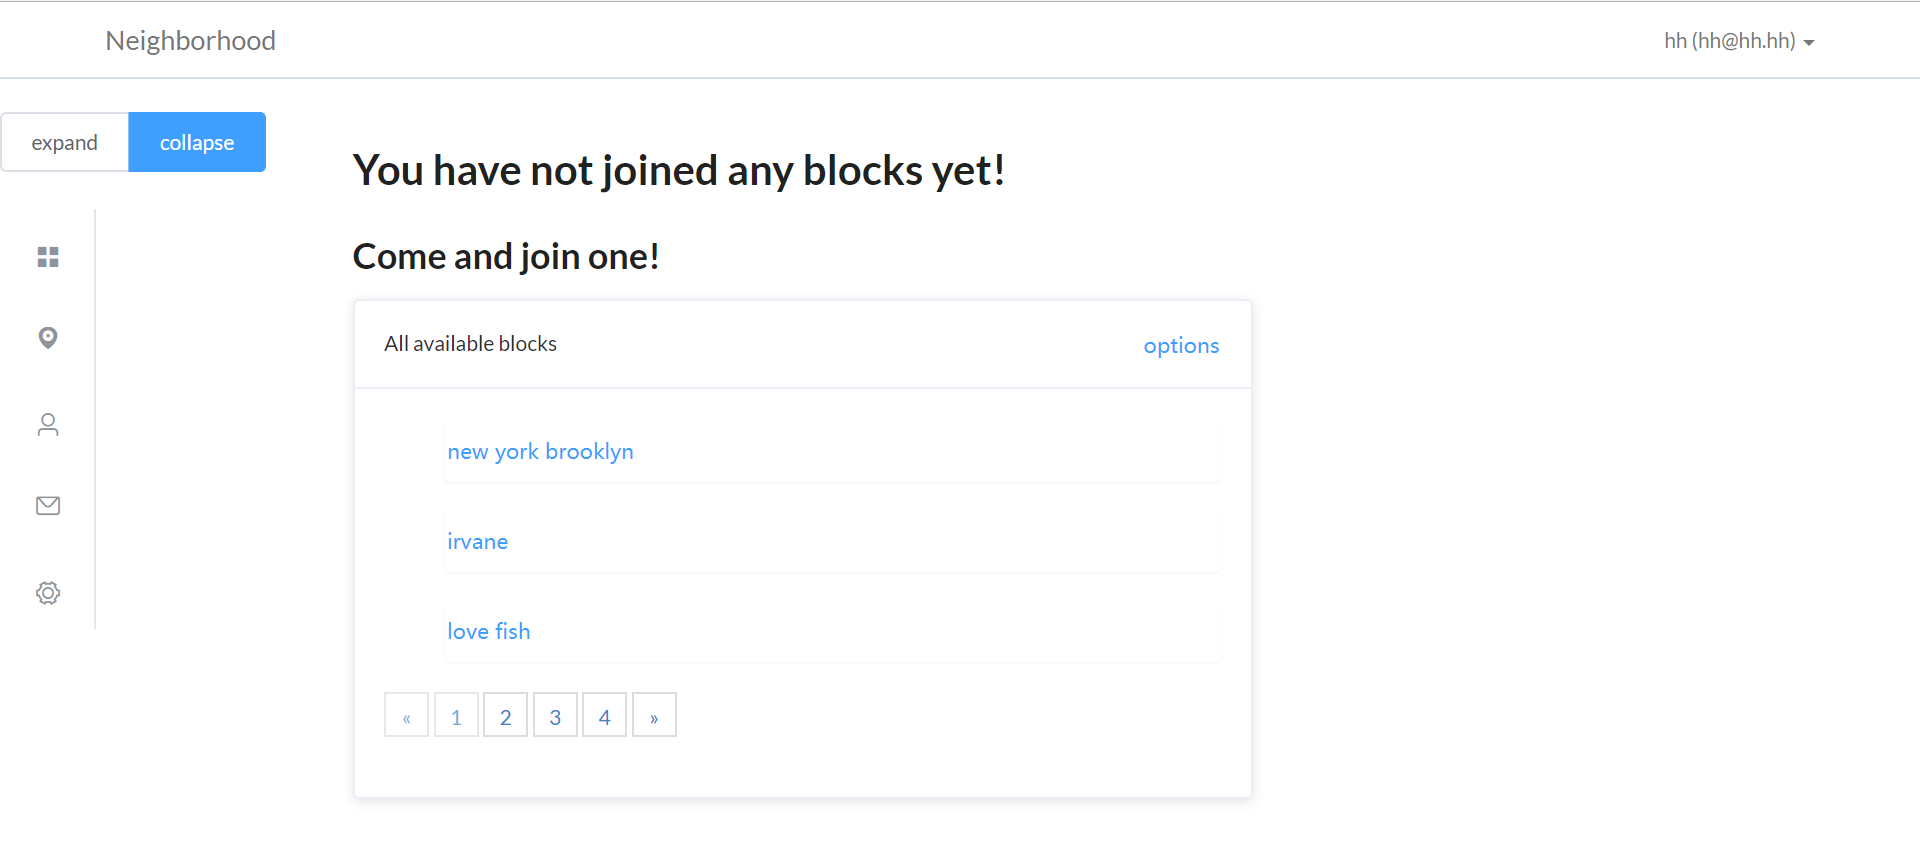 Neighborhood
hh (hh@hh.hh)
expand
collapse
You have not joined any blocks yet!
Come and join one!
All available blocks
options
new york brooklyn
irvane
love fish
« 1 2 3 4 »